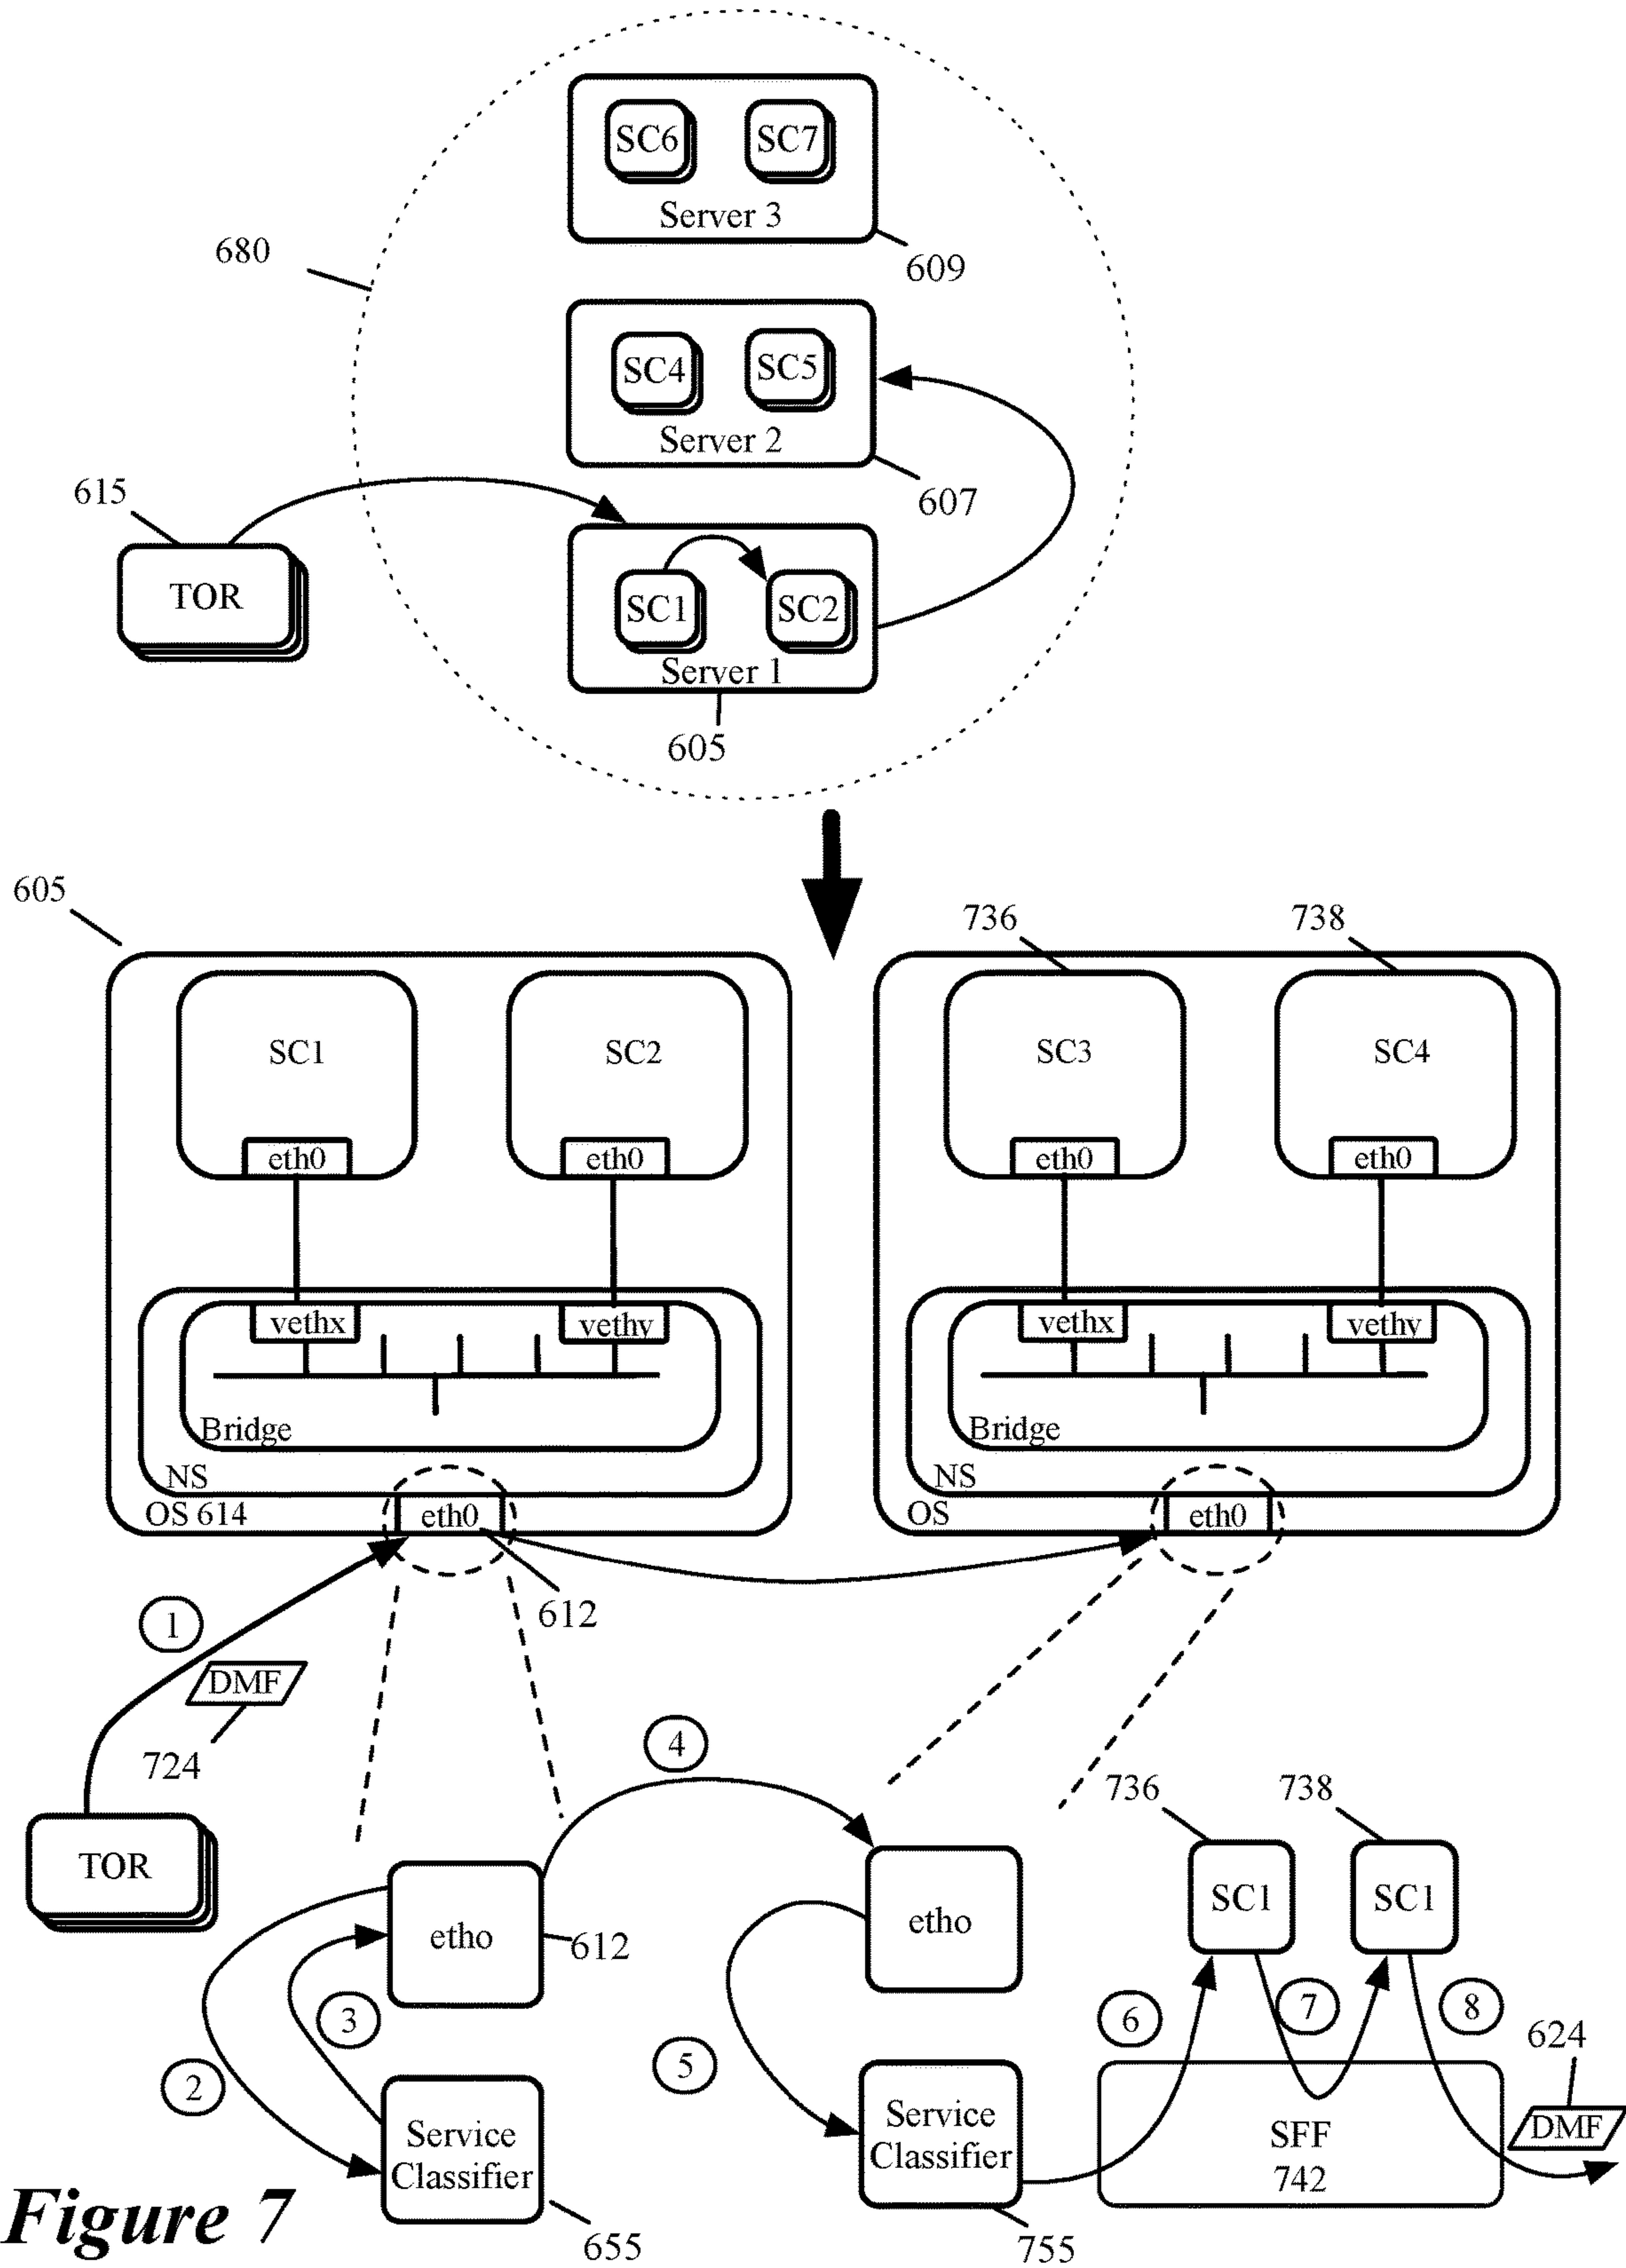 SC6
SC7
Server 3
680
609
SC4
SC5
Server 2
615
607
TOR
SC1
SC2
Server 1
605
605
736
738
SC1
SC2
SC3
SC4
eth0
eth0
eth0
eth0
vethx
vethy
vethx
vethy
Bridge
Bridge
NS
NS
OS 614
eth0
OS
eth0
1
612
DMF
724
4
736
738
TOR
etho
612
etho
SC1
SC1
3
6
7
8
2
5
624
Service
Classifier
Service
Classifier
SFF
742
DMF
655
755
Figure 7